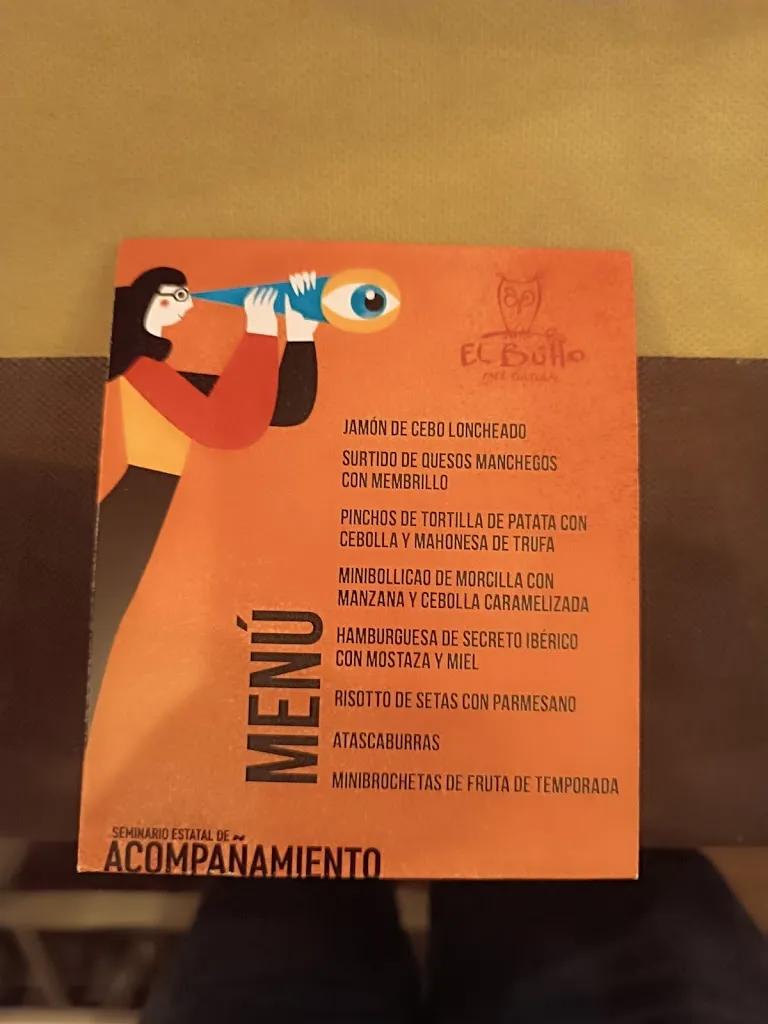 EL BÚHO
CAFÉ CULTURAL
JAMÓN DE CEBO LONCHEADO
SURTIDO DE QUESOS MANCHEGOS
CON MEMBRILLO
PINCHOS DE TORTILLA DE PATATA CON
CEBOLLA Y MAHONESA DE TRUFA
MINIBOLLICAO DE MORCILLA CON
MANZANA Y CEBOLLA CARAMELIZADA
HAMBURGUESA DE SECRETO IBÉRICO
CON MOSTAZA Y MIEL
RISOTTO DE SETAS CON PARMESANO
ATASCABURRAS
MINIBROCHETAS DE FRUTA DE TEMPORADA
MENÚ
SEMINARIO ESTATAL DE
ACOMPAÑAMIENTO